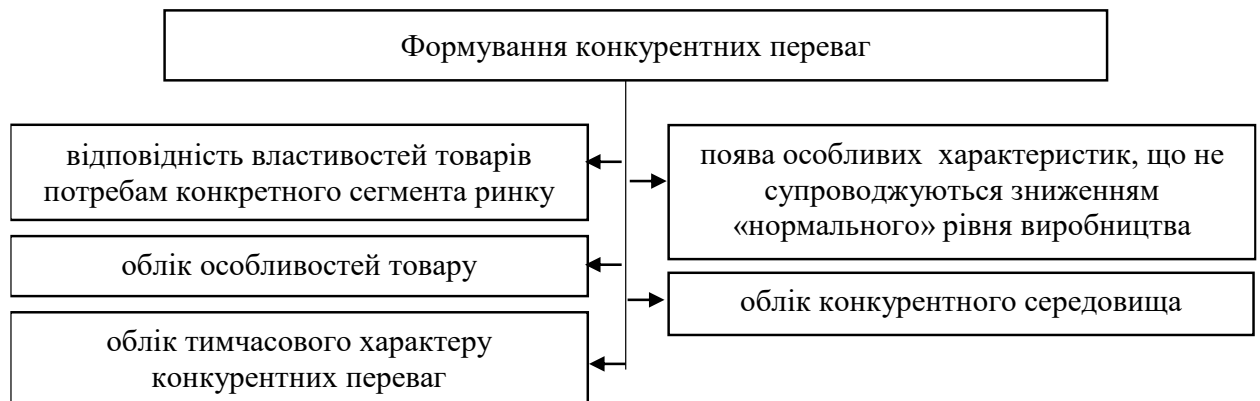 Формування конкурентних переваг
відповідність властивостей товарів
потребам конкретного сегмента ринку
поява особливих характеристик, що не
супроводжуються зниженням
«нормального» рівня виробництва
облік особливостей товару
облік конкурентного середовища
облік тимчасового характеру
конкурентних переваг